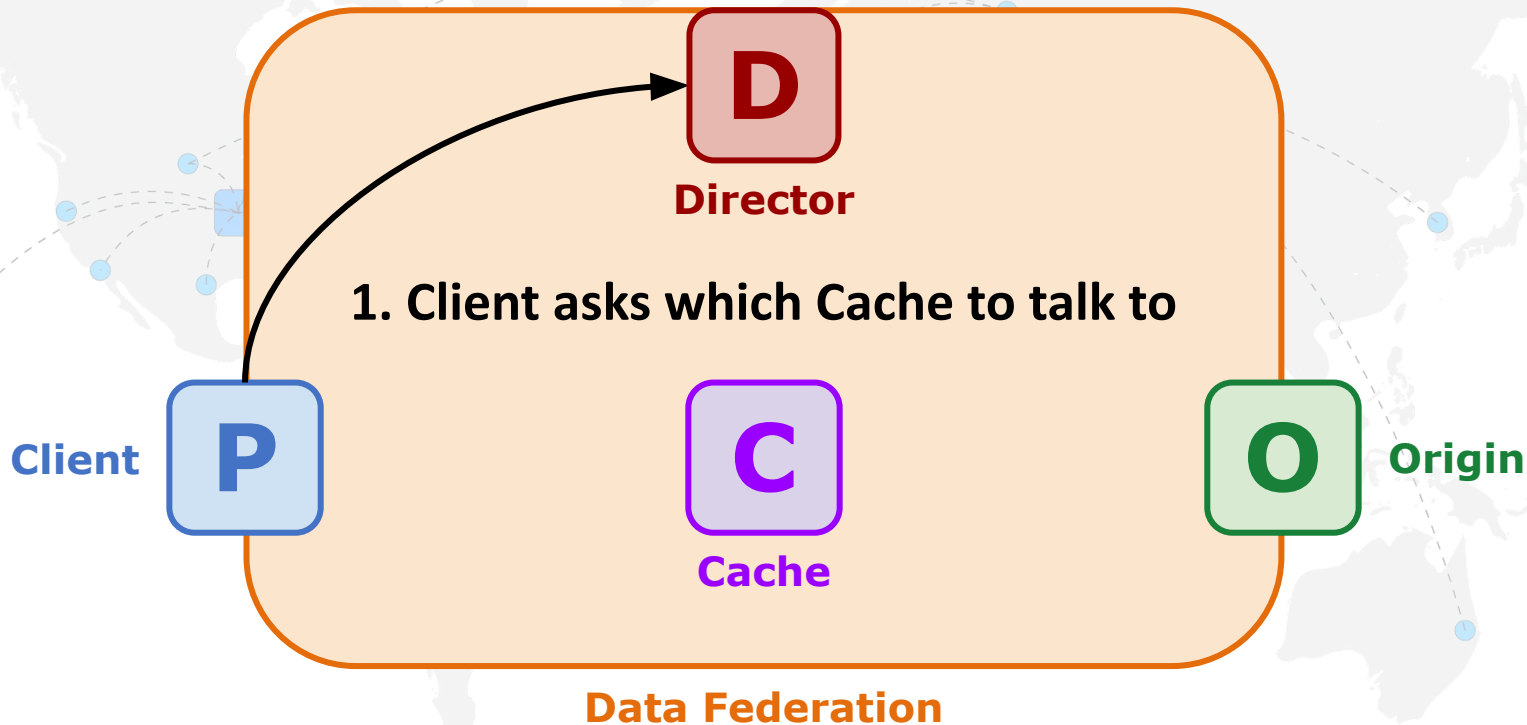 D
Director
1. Client asks which Cache to talk to
Client
P
C
O
Origin
Cache
Data Federation